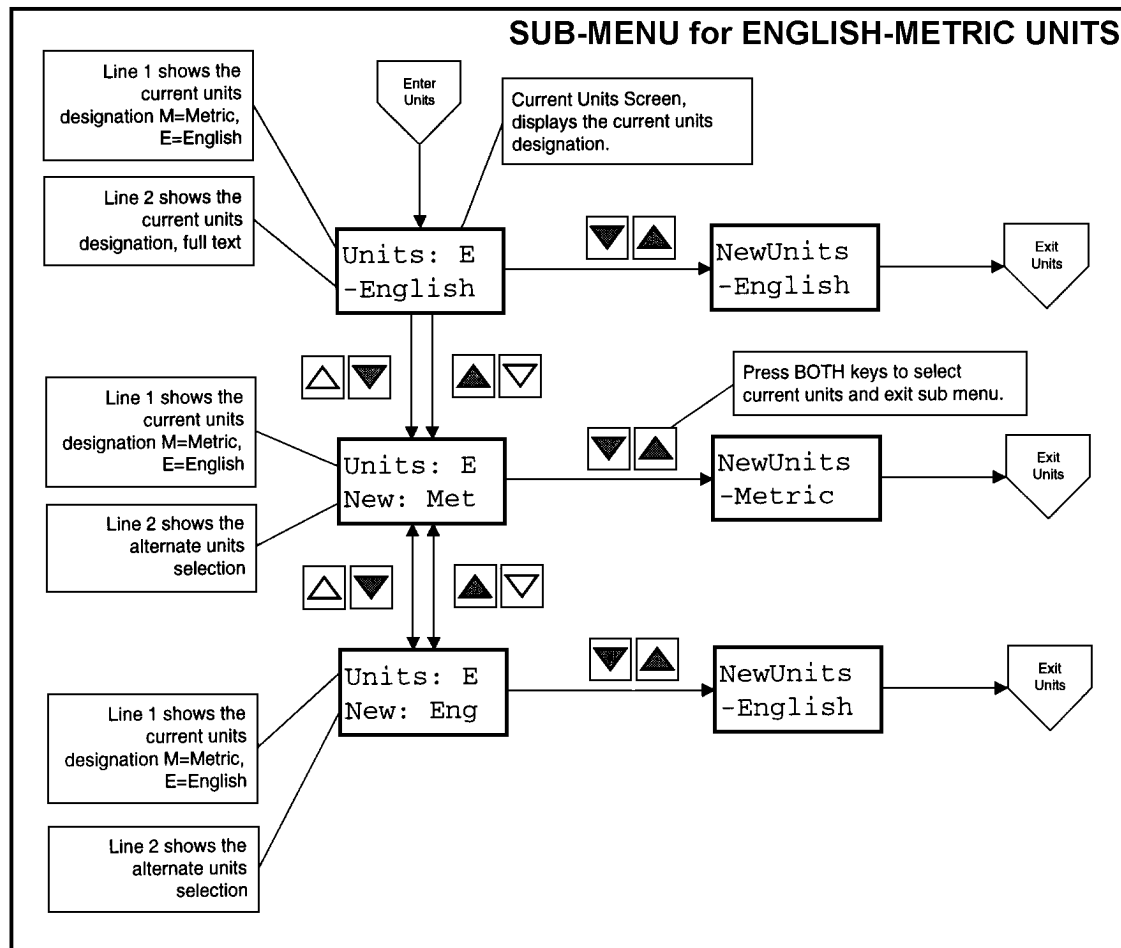 SUB-MENU for ENGLISH-METRIC UNITS
Line 1 shows the
current units
designation M=Metric,
E=English
Enter
Units
Current Units Screen,
displays the current units
designation.
Line 2 shows the
current units
designation, full text
Units: E
-English
NewUnits
-English
Exit
Units
Line 1 shows the
current units
designation M=Metric,
E=English
Press BOTH keys to select
current units and exit sub menu.
Units: E
New: Met
NewUnits
-Metric
Exit
Units
Line 2 shows the
alternate units
selection
Units: E
New: Eng
NewUnits
-English
Exit
Units
Line 1 shows the
current units
designation M=Metric,
E=English
Line 2 shows the
alternate units
selection